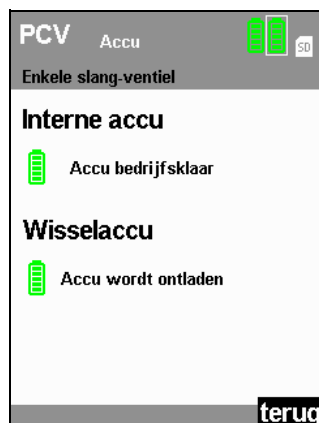 PCV Accu SD
Enkele slang-ventiel
Interne accu
Accu bedrijfsklaar
Wisselaccu
Accu wordt ontladen
terug